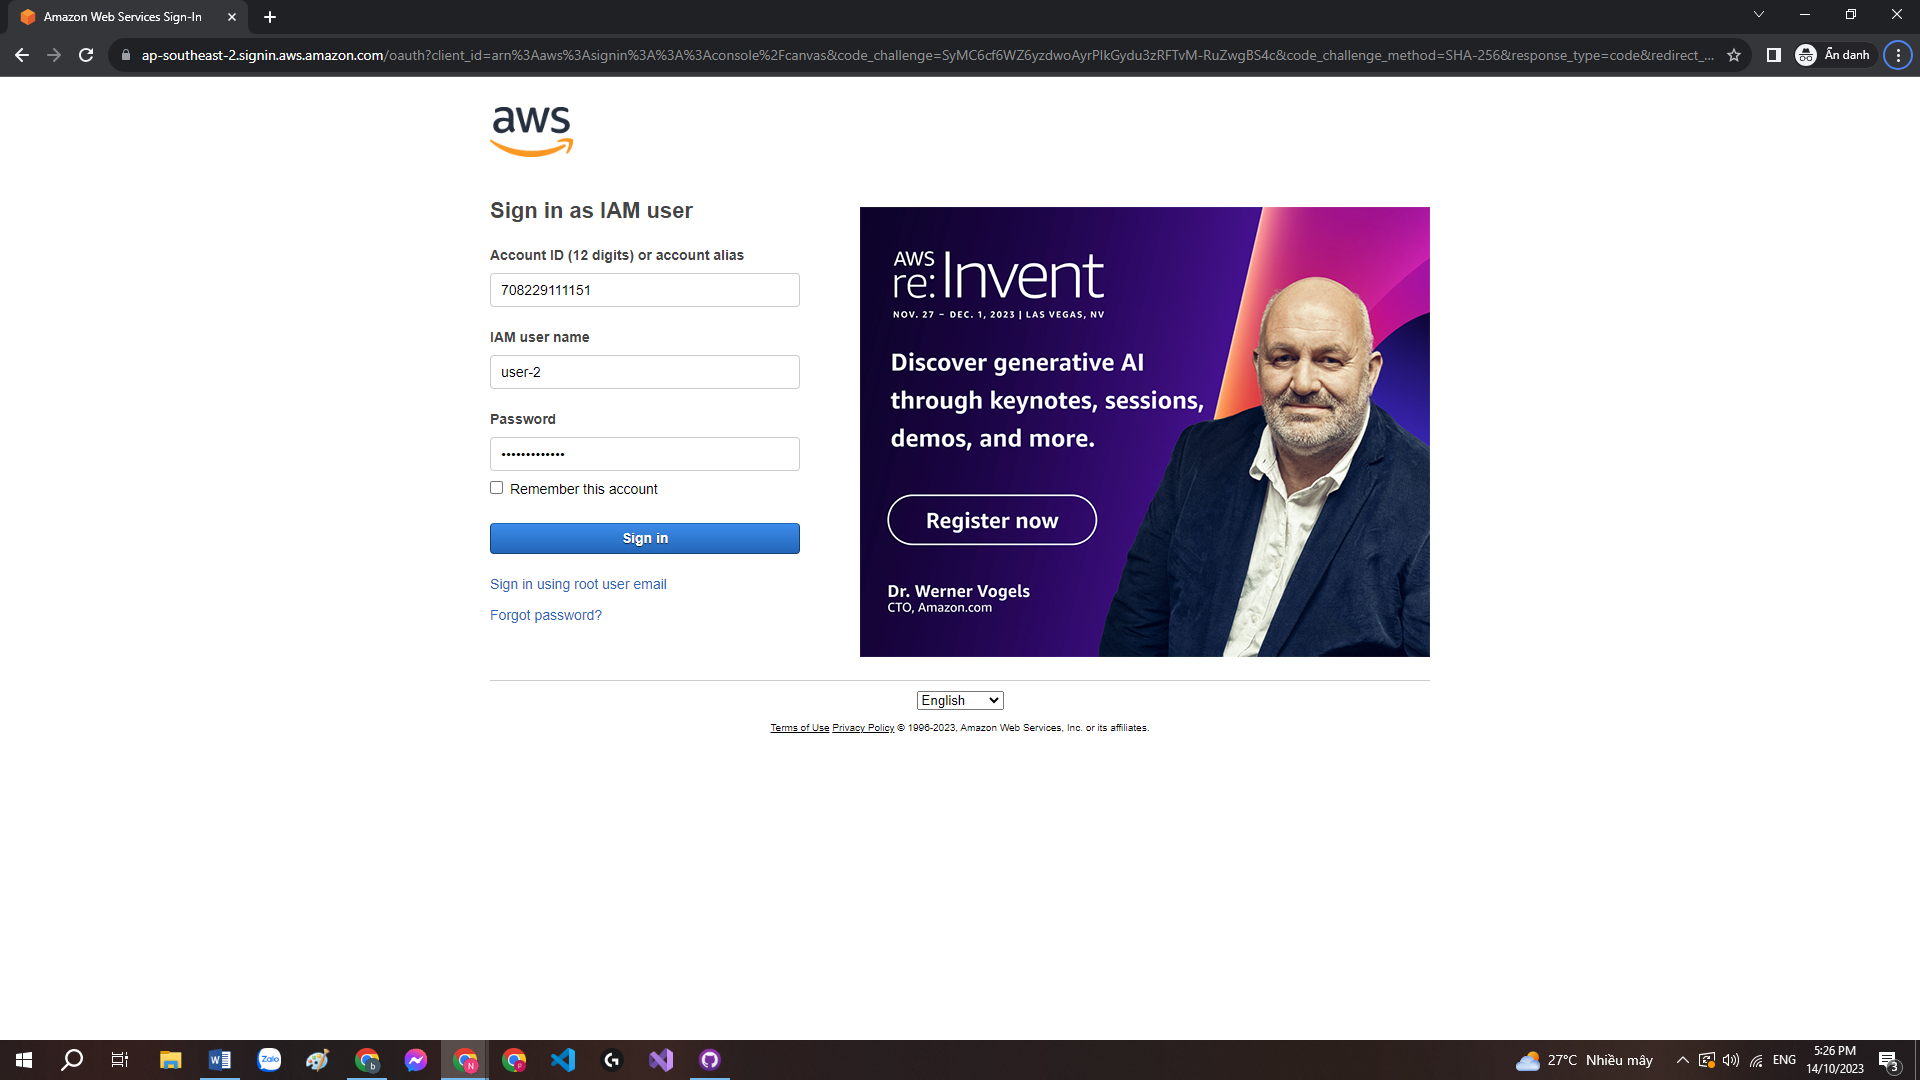 Amazon Web Services Sign-In
ap-southeast-2.signin.aws.amazon.com/oauth?client_id=arn%3Aaws%3Asignin%3A%3A%3Aconsole%2Fcanvas&code_challenge=SyMC6cf6WZ6yzdwoAyrPIkGydu3zRFTvM-RuZwgBS4c&code_challenge_method=SHA-256&response_type=code&redirect_...
Ẩn danh
aws
Sign in as IAM user
Account ID (12 digits) or account alias
708229111151
IAM user name
user-2
Password
•••••••••••••
Remember this account
Sign in
Sign in using root user email
Forgot password?
AWS
re:Invent
NOV. 27 – DEC. 1, 2023 | LAS VEGAS, NV
Discover generative AI
through keynotes, sessions,
demos, and more.
Register now
Dr. Werner Vogels
CTO, Amazon.com
English
Terms of Use Privacy Policy © 1996-2023, Amazon Web Services, Inc. or its affiliates.
Zalo
27°C Nhiều mây
ENG
5:26 PM
14/10/2023
3